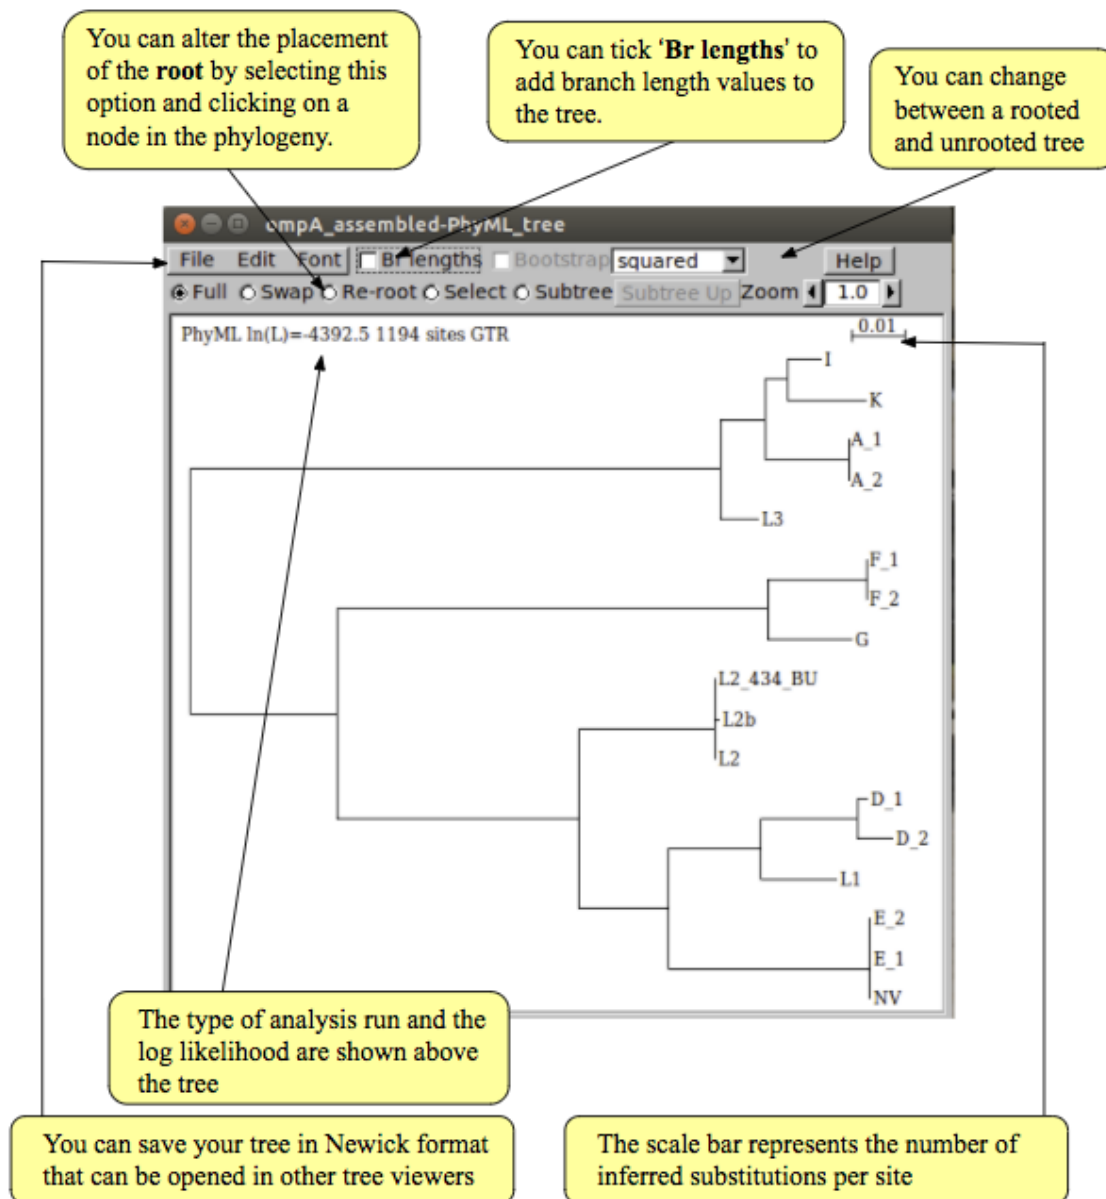 You can alter the placement
of the root by selecting this
option and clicking on a
node in the phylogeny.
You can tick ‘Br lengths’ to
add branch length values to
the tree.
You can change
between a rooted
and unrooted tree
ompA_assembled-PhyML_tree
File Edit Font Br lengths Bootstrap squared Help
Full Swap Re-root Select Subtree Subtree Up Zoom 1.0
PhyML ln(L)=-4392.5 1194 sites GTR
0.01
I
K
A_1
A_2
L3
F_1
F_2
G
L2_434_BU
L2b
L2
D_1
D_2
L1
E_2
E_1
NV
The type of analysis run and the
log likelihood are shown above
the tree
You can save your tree in Newick format
that can be opened in other tree viewers
The scale bar represents the number of
inferred substitutions per site